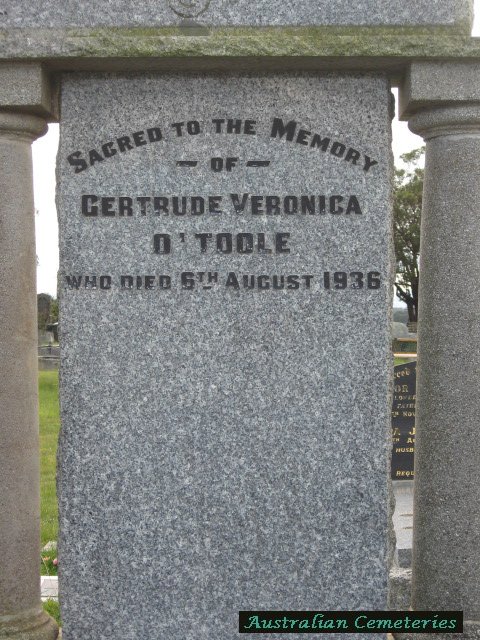 SACRED TO THE MEMORY
— OF —
GERTRUDE VERONICA
O'TOOLE
WHO DIED 6TH AUGUST 1936
Australian Cemeteries